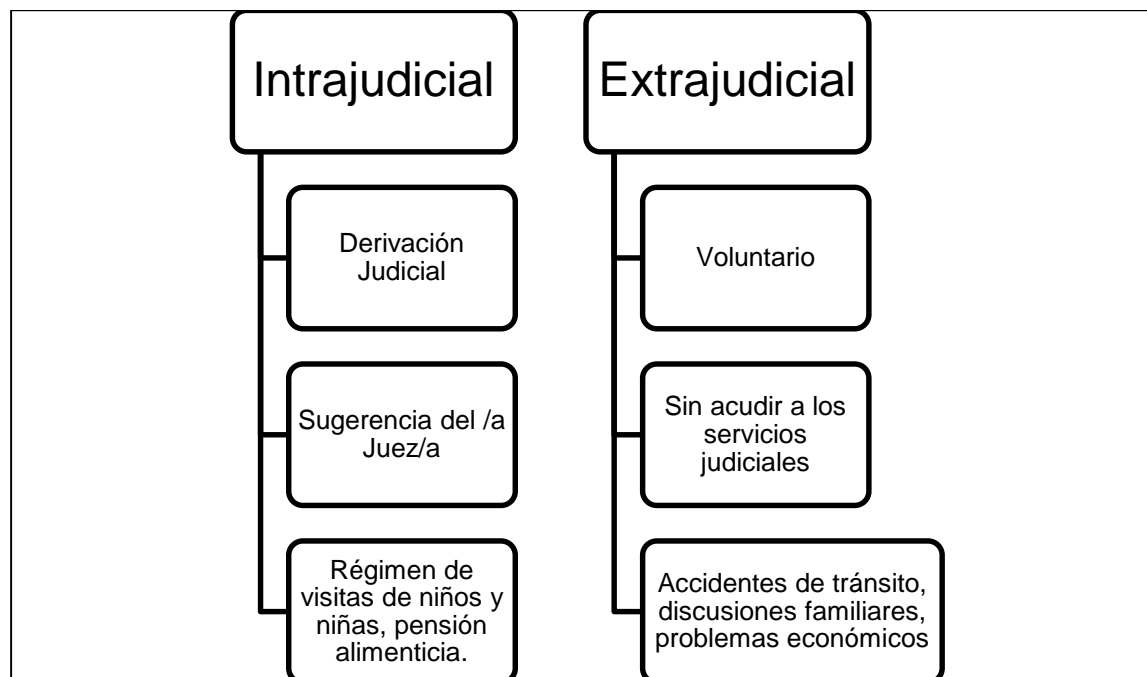 Intrajudicial
Derivación
Judicial
Sugerencia del /a
Juez/a
Régimen de
visitas de niños y
niñas, pensión
alimenticia.
Extrajudicial
Voluntario
Sin acudir a los
servicios
judiciales
Accidentes de tránsito,
discusiones familiares,
problemas económicos